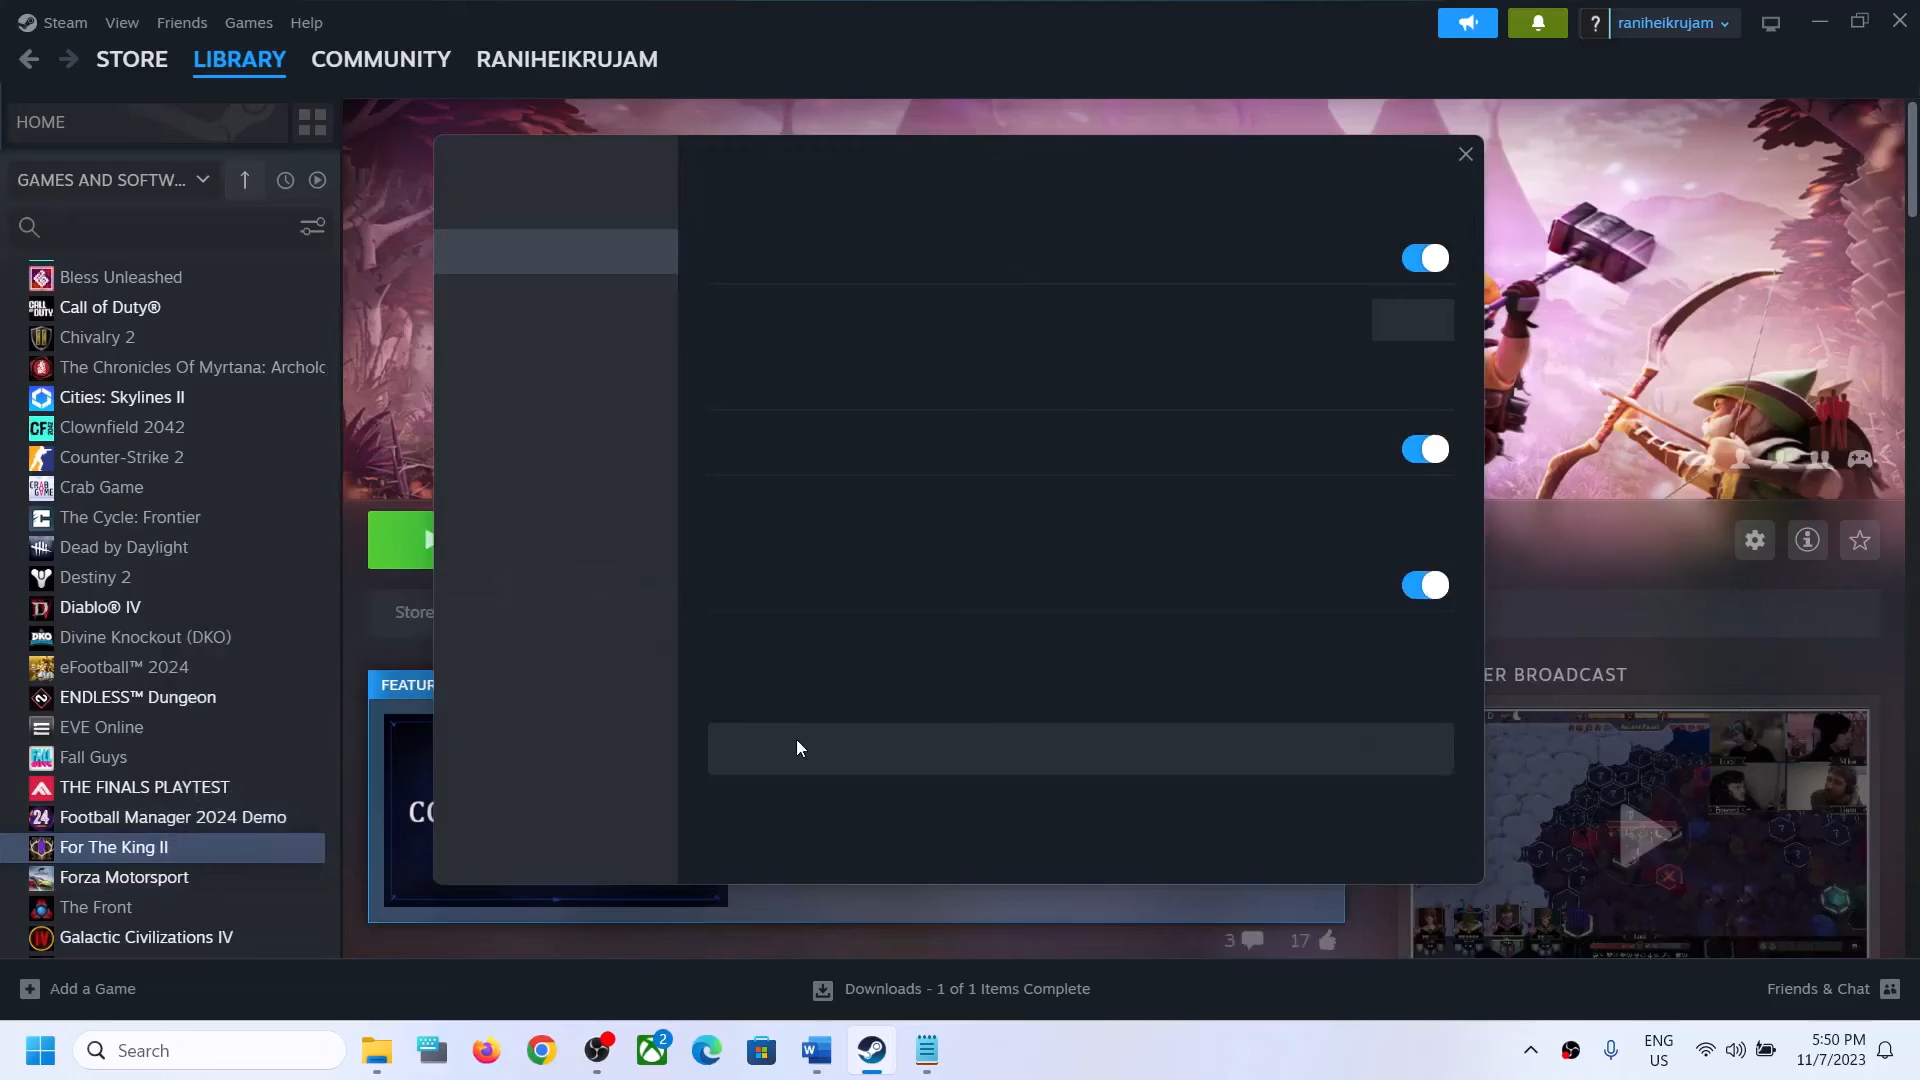 Steam View Friends Games Help
? raniheikrujam
STORE LIBRARY COMMUNITY RANIHEIKRUJAM
HOME
GAMES AND SOFTW...
Bless Unleashed
Call of Duty®
Chivalry 2
The Chronicles Of Myrtana: Archolo
Cities: Skylines II
Clownfield 2042
Counter-Strike 2
Crab Game
The Cycle: Frontier
Dead by Daylight
Destiny 2
Diablo® IV
Divine Knockout (DKO)
eFootball™ 2024
ENDLESS™ Dungeon
EVE Online
Fall Guys
THE FINALS PLAYTEST
Football Manager 2024 Demo
For The King II
Forza Motorsport
The Front
Galactic Civilizations IV
Store
FEATUR
CO
ER BROADCAST
3 17
Add a Game
Downloads - 1 of 1 Items Complete
Friends & Chat
Search
2
ENG
US
5:50 PM
11/7/2023